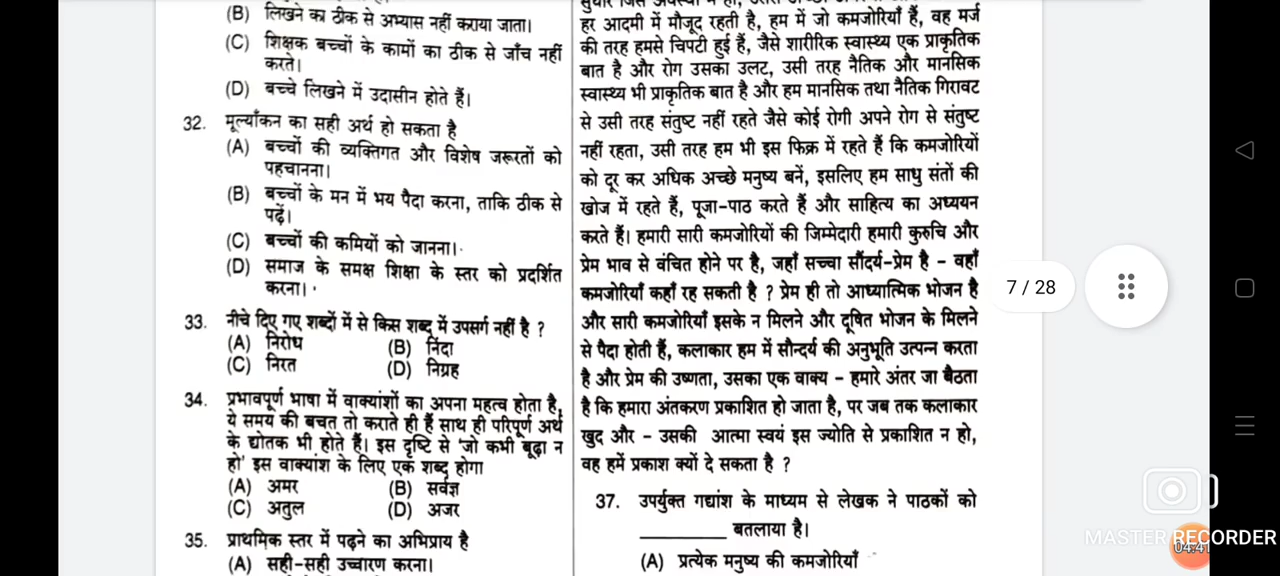 (B) लिखने का ठीक से अभ्यास नहीं कराया जाता।
(C) शिक्षक बच्चों के कामों का ठीक से जाँच नहीं
करते।
(D) बच्चे लिखने में उदासीन होते हैं।
32. मूल्याँकन का सही अर्थ हो सकता है
(A) बच्चों की व्यक्तिगत और विशेष जरूरतों को
पहचानना।
(B) बच्चों के मन में भय पैदा करना, ताकि ठीक से
पढ़ें।
(C) बच्चों की कमियों को जानना।
(D) समाज के समक्ष शिक्षा के स्तर को प्रदर्शित
करना।
33. नीचे दिए गए शब्दों में से किस शब्द में उपसर्ग नहीं है ?
(A) निरोध (B) निंदा
(C) निरत (D) निग्रह
34. प्रभावपूर्ण भाषा में वाक्यांशों का अपना महत्व होता है,
ये समय की बचत तो कराते ही हैं साथ ही परिपूर्ण अर्थ
के द्योतक भी होते हैं। इस दृष्टि से 'जो कभी बूढ़ा न
हो' इस वाक्यांश के लिए एक शब्द होगा
(A) अमर (B) सर्वज्ञ
(C) अतुल (D) अजर
35. प्राथमिक स्तर में पढ़ने का अभिप्राय है
(A) सही-सही उच्चारण करना।
हर आदमी में मौजूद रहती है, हम में जो कमजोरियाँ हैं, वह मर्ज
की तरह हमसे चिपटी हुई हैं, जैसे शारीरिक स्वास्थ्य एक प्राकृतिक
बात है और रोग उसका उलट, उसी तरह नैतिक और मानसिक
स्वास्थ्य भी प्राकृतिक बात है और हम मानसिक तथा नैतिक गिरावट
से उसी तरह संतुष्ट नहीं रहते जैसे कोई रोगी अपने रोग से संतुष्ट
नहीं रहता, उसी तरह हम भी इस फिक्र में रहते हैं कि कमजोरियों
को दूर कर अधिक अच्छे मनुष्य बनें, इसलिए हम साधु संतों की
खोज में रहते हैं, पूजा-पाठ करते हैं और साहित्य का अध्ययन
करते हैं। हमारी सारी कमजोरियों की जिम्मेदारी हमारी कुरुचि और
प्रेम भाव से वंचित होने पर है, जहाँ सच्चा सौंदर्य-प्रेम है - वहाँ
कमजोरियाँ कहाँ रह सकती है ? प्रेम ही तो आध्यात्मिक भोजन है
और सारी कमजोरियाँ इसके न मिलने और दूषित भोजन के मिलने
से पैदा होती हैं, कलाकार हम में सौन्दर्य की अनुभूति उत्पन्न करता
है और प्रेम की उष्णता, उसका एक वाक्य - हमारे अंतर जा बैठता
है कि हमारा अंतकरण प्रकाशित हो जाता है, पर जब तक कलाकार
खुद और - उसकी आत्मा स्वयं इस ज्योति से प्रकाशित न हो,
वह हमें प्रकाश क्यों दे सकता है ?
37. उपर्युक्त गद्यांश के माध्यम से लेखक ने पाठकों को
________ बतलाया है।
(A) प्रत्येक मनुष्य की कमजोरियाँ
7 / 28
MASTER RECORDER
04:41